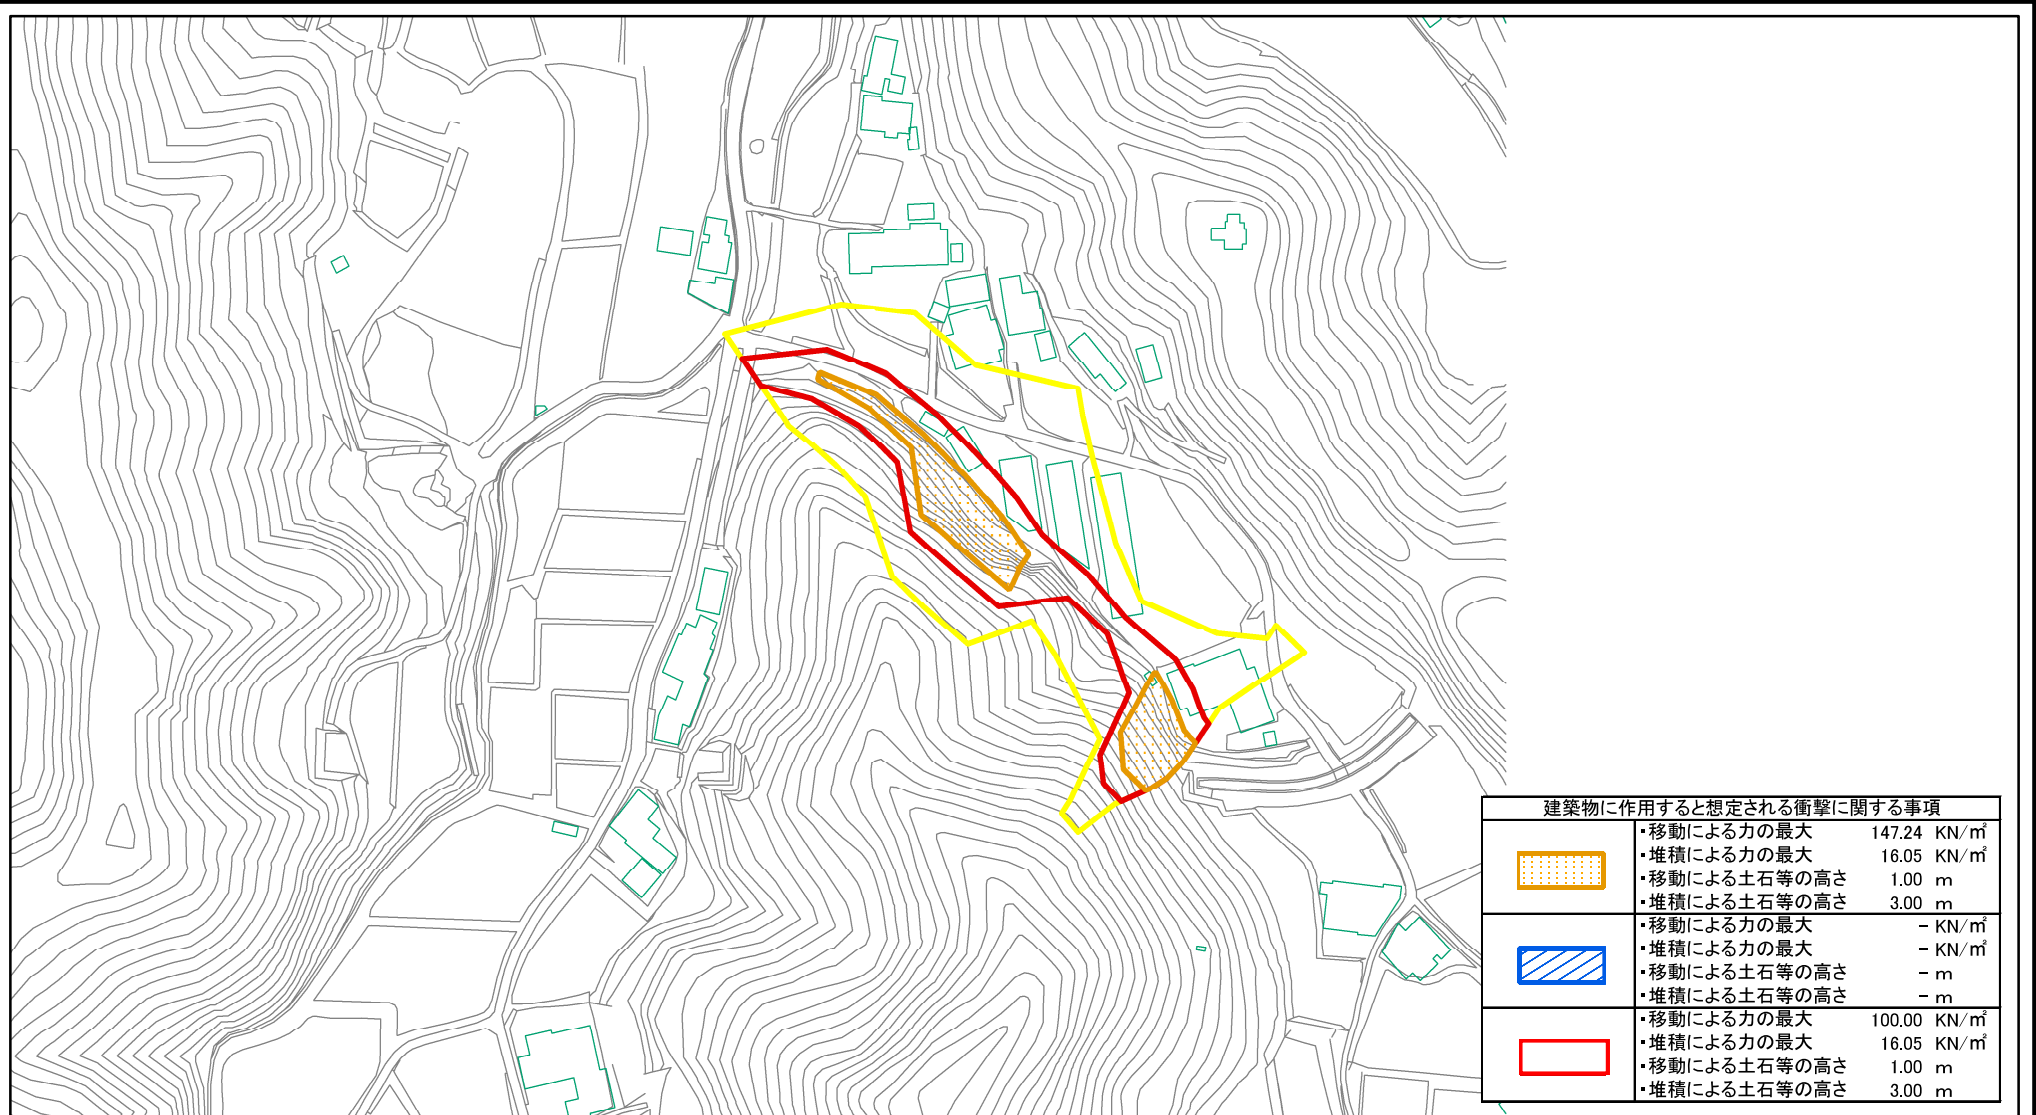 建築物に作用すると想定される衝撃に関する事項
・移動による力の最大 147.24 KN/㎡
・堆積による力の最大 16.05 KN/㎡
・移動による土石等の高さ 1.00 m
・堆積による土石等の高さ 3.00 m
・移動による力の最大 - KN/㎡
・堆積による力の最大 - KN/㎡
・移動による土石等の高さ - m
・堆積による土石等の高さ - m
・移動による力の最大 100.00 KN/㎡
・堆積による力の最大 16.05 KN/㎡
・移動による土石等の高さ 1.00 m
・堆積による土石等の高さ 3.00 m